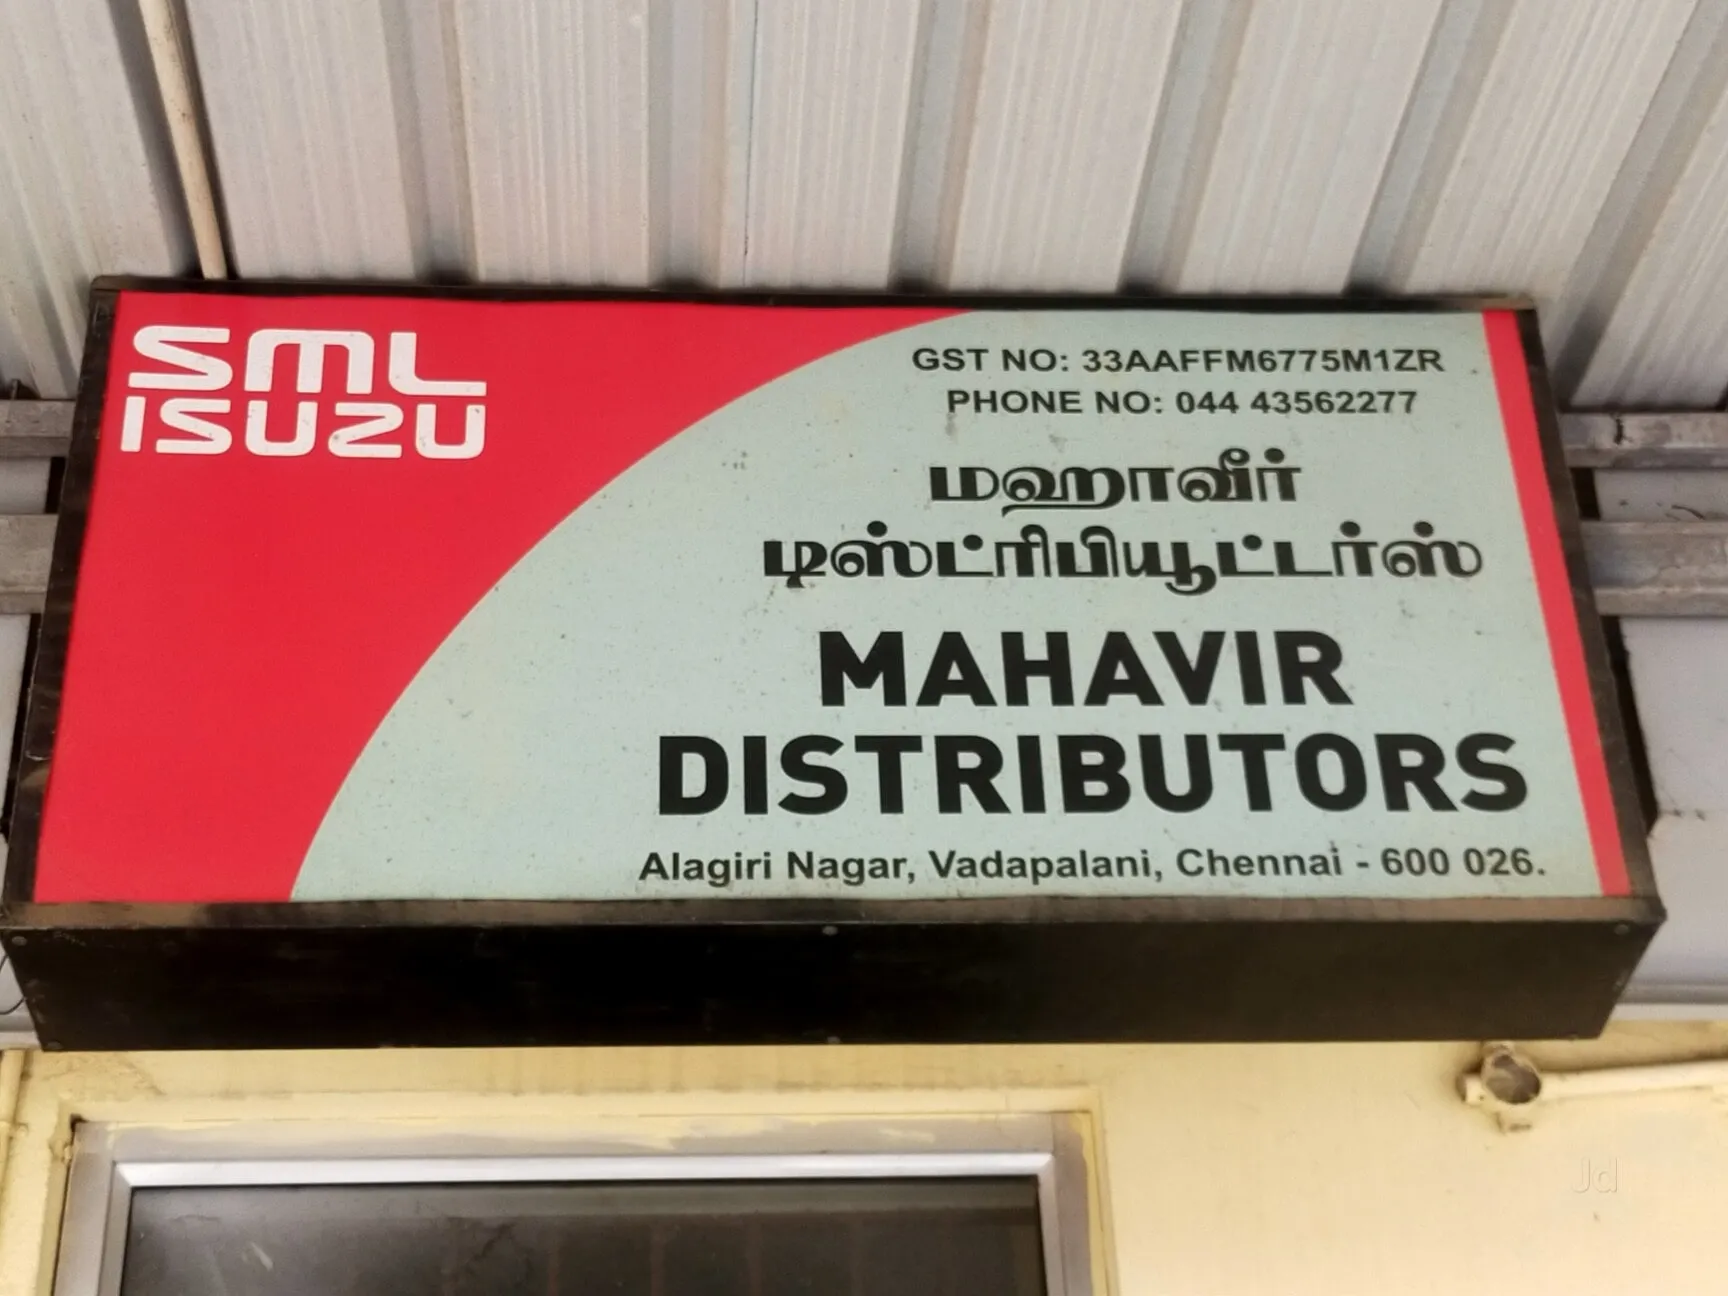 SML
ISUZU
GST NO: 33AAFFM6775M1ZR
PHONE NO: 044 43562277
மஹாவீர்
டிஸ்ட்ரிபியூட்டர்ஸ்
MAHAVIR
DISTRIBUTORS
Alagiri Nagar, Vadapalani, Chennai - 600 026.
Jd